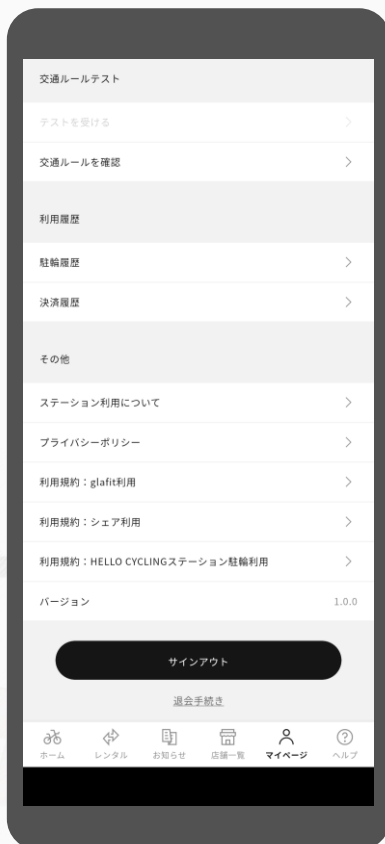 交通ルールテスト
テストを受ける
交通ルールを確認
利用履歴
駐輪履歴
決済履歴
その他
ステーション利用について
プライバシーポリシー
利用規約：glafit利用
利用規約：シェア利用
利用規約：HELLO CYCLINGステーション駐輪利用
バージョン 1.0.0
サインアウト
退会手続き
ホーム レンタル お知らせ 店舗一覧 マイページ ヘルプ